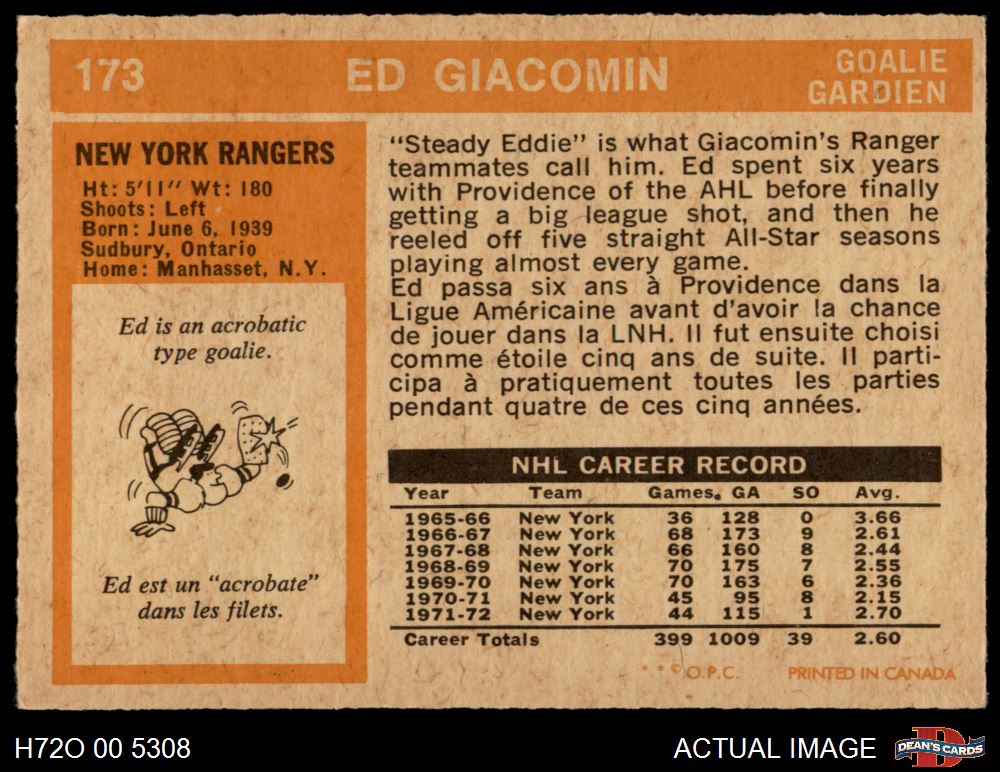 173 ED GIACOMIN GOALIE
GARDIEN
NEW YORK RANGERS
Ht: 5'11" Wt: 180
Shoots: Left
Born: June 6, 1939
Sudbury, Ontario
Home: Manhasset, N.Y.
Ed is an acrobatic
type goalie.
Ed est un "acrobate"
dans les filets.
"Steady Eddie" is what Giacomin's Ranger
teammates call him. Ed spent six years
with Providence of the AHL before finally
getting a big league shot, and then he
reeled off five straight All-Star seasons
playing almost every game.
Ed passa six ans à Providence dans la
Ligue Américaine avant d'avoir la chance
de jouer dans la LNH. Il fut ensuite choisi
comme étoile cinq ans de suite. Il parti-
cipa à pratiquement toutes les parties
pendant quatre de ces cinq années.
NHL CAREER RECORD
Year Team Games. GA SO Avg.
1965-66 New York 36 128 0 3.66
1966-67 New York 68 173 9 2.61
1967-68 New York 66 160 8 2.44
1968-69 New York 70 175 7 2.55
1969-70 New York 70 163 6 2.36
1970-71 New York 45 95 8 2.15
1971-72 New York 44 115 1 2.70
Career Totals 399 1009 39 2.60
* * © O.P.C. PRINTED IN CANADA
H72O 00 5308 ACTUAL IMAGE DEAN'S CARDS